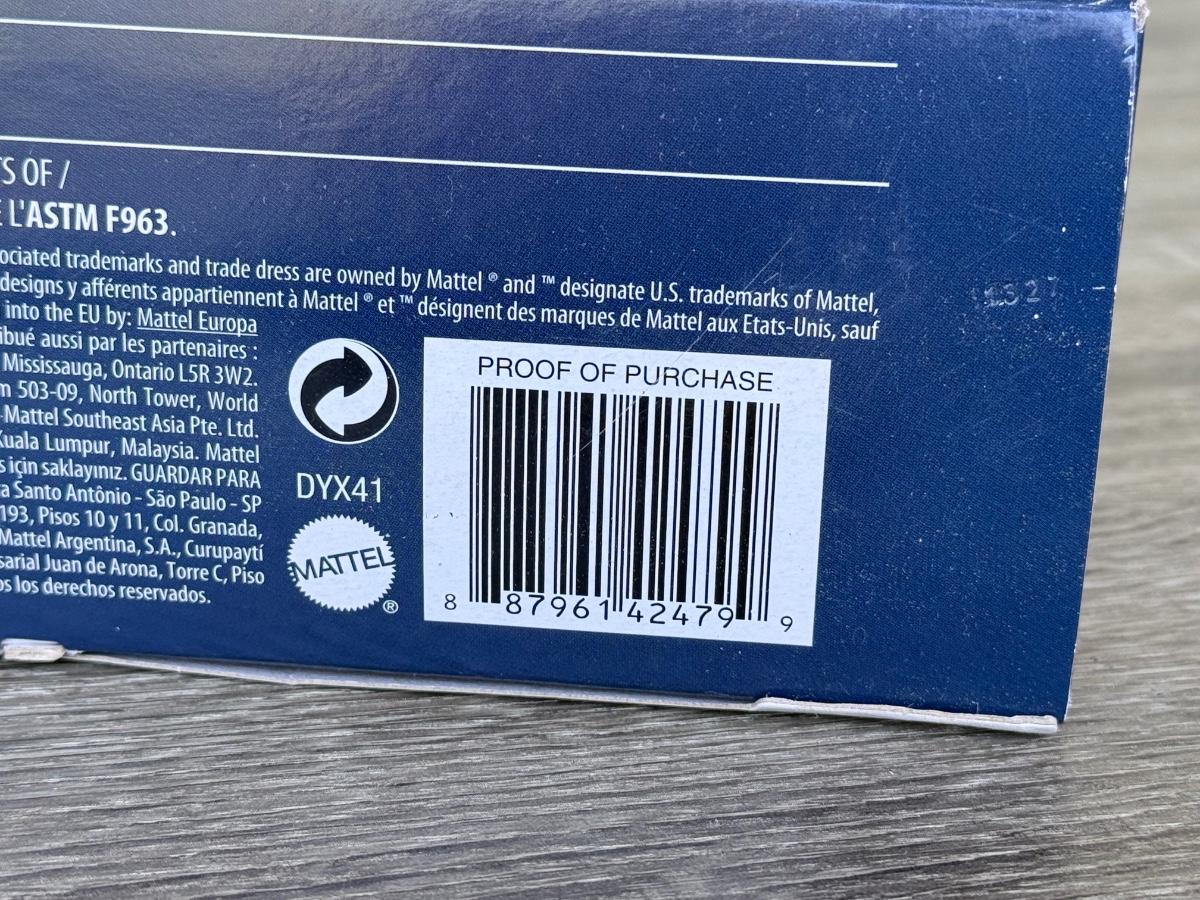 TS OF /
E L'ASTM F963.
ociated trademarks and trade dress are owned by Mattel ® and ™ designate U.S. trademarks of Mattel,
designs y afférents appartiennent à Mattel ® et ™ désignent des marques de Mattel aux Etats-Unis, sauf
into the EU by: Mattel Europa
ibué aussi par les partenaires :
Mississauga, Ontario L5R 3W2.
m 503-09, North Tower, World
-Mattel Southeast Asia Pte. Ltd.
Kuala Lumpur, Malaysia. Mattel
s için saklayınız. GUARDAR PARA
a Santo Antônio - São Paulo - SP
193, Pisos 10 y 11, Col. Granada,
Mattel Argentina, S.A., Curupaytí
sarial Juan de Arona, Torre C, Piso
os los derechos reservados.
DYX41
MATTEL
®
PROOF OF PURCHASE
8 87961 42479 9